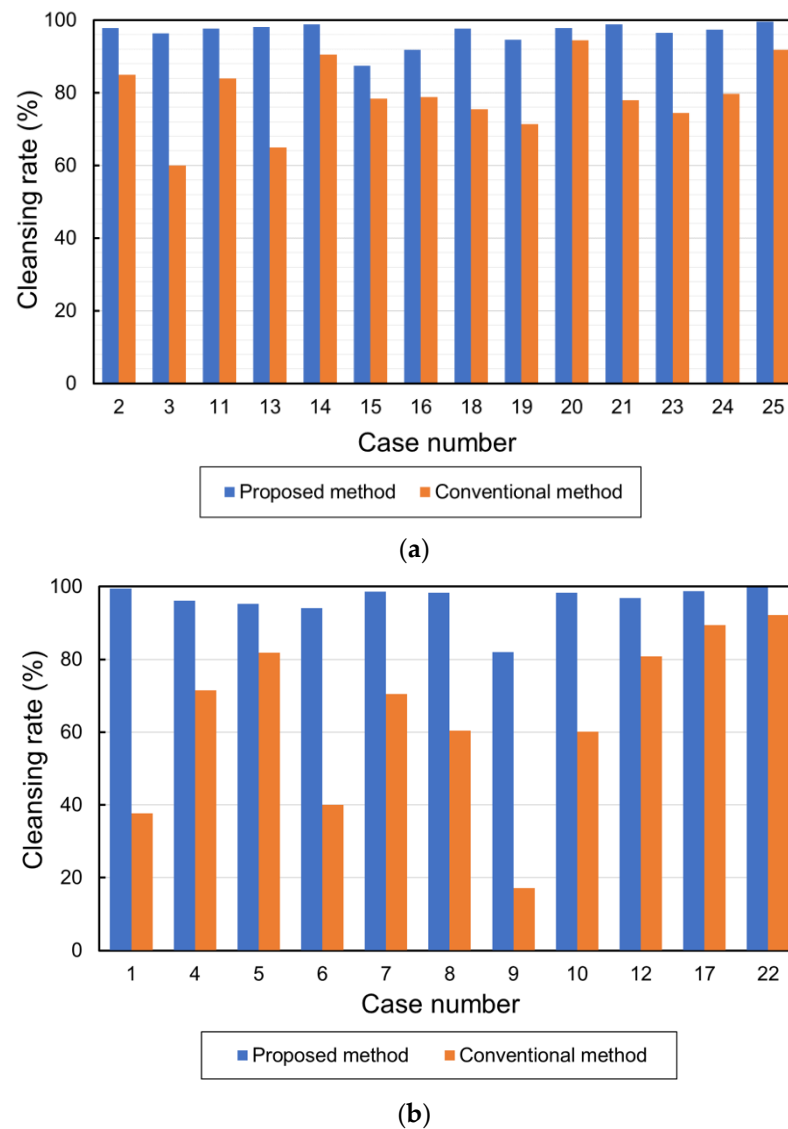 Cleansing rate (%)
100
80
60
40
20
0
2 3 11 13 14 15 16 18 19 20 21 23 24 25
Case number
Proposed method Conventional method
(a)
Cleansing rate (%)
100
80
60
40
20
0
1 4 5 6 7 8 9 10 12 17 22
Case number
Proposed method Conventional method
(b)